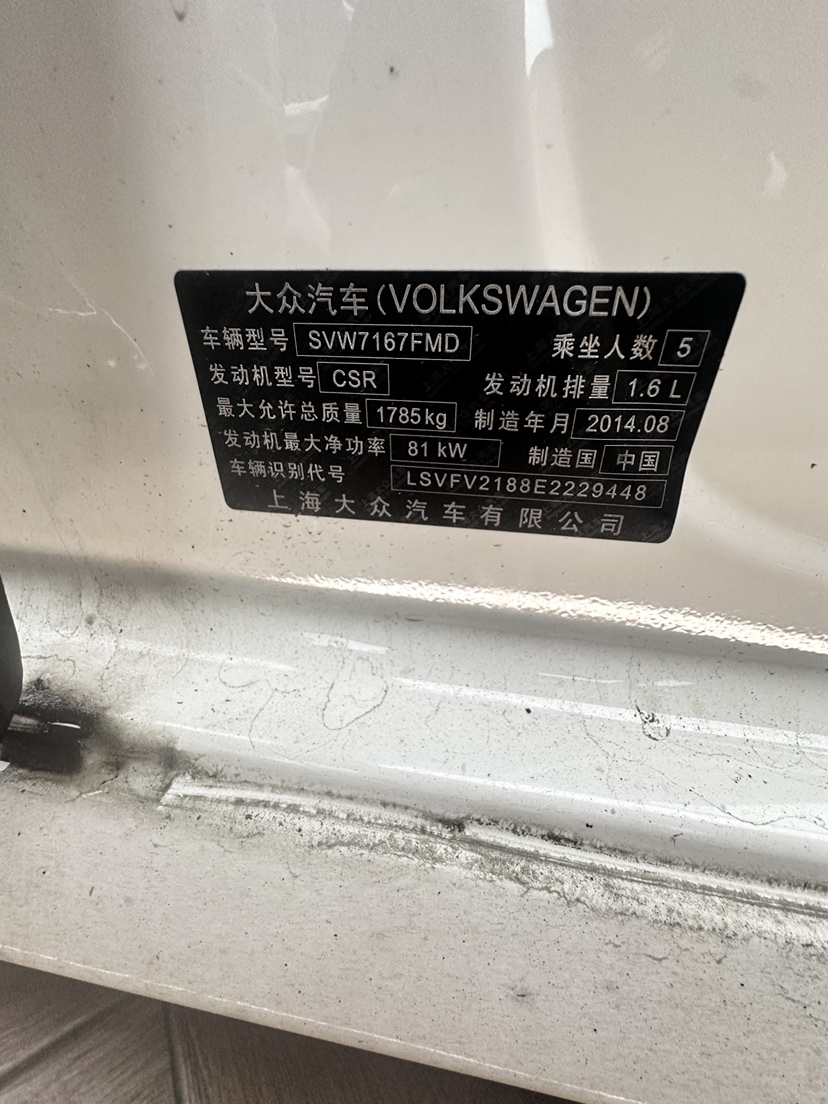 大众汽车(VOLKSWAGEN)
车辆型号 SVW7167FMD 乘坐人数 5
发动机型号 CSR 发动机排量 1.6 L
最大允许总质量 1785kg 制造年月 2014.08
发动机最大净功率 81 kW 制造国 中国
车辆识别代号 LSVFV2188E2229448
上海大众汽车有限公司